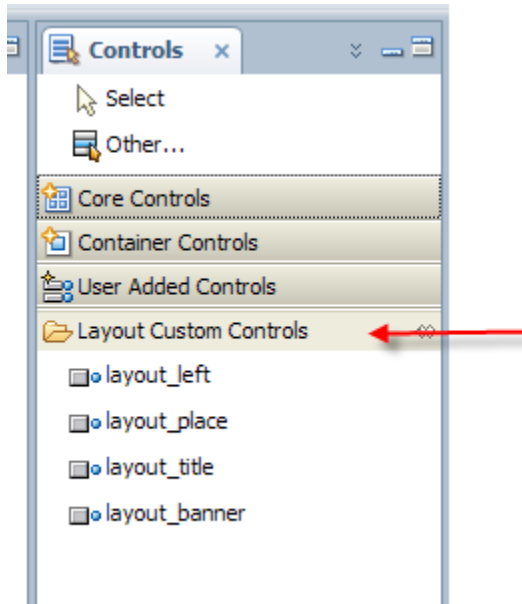 Controls
Select
Other...
Core Controls
Container Controls
User Added Controls
Layout Custom Controls
layout_left
layout_place
layout_title
layout_banner